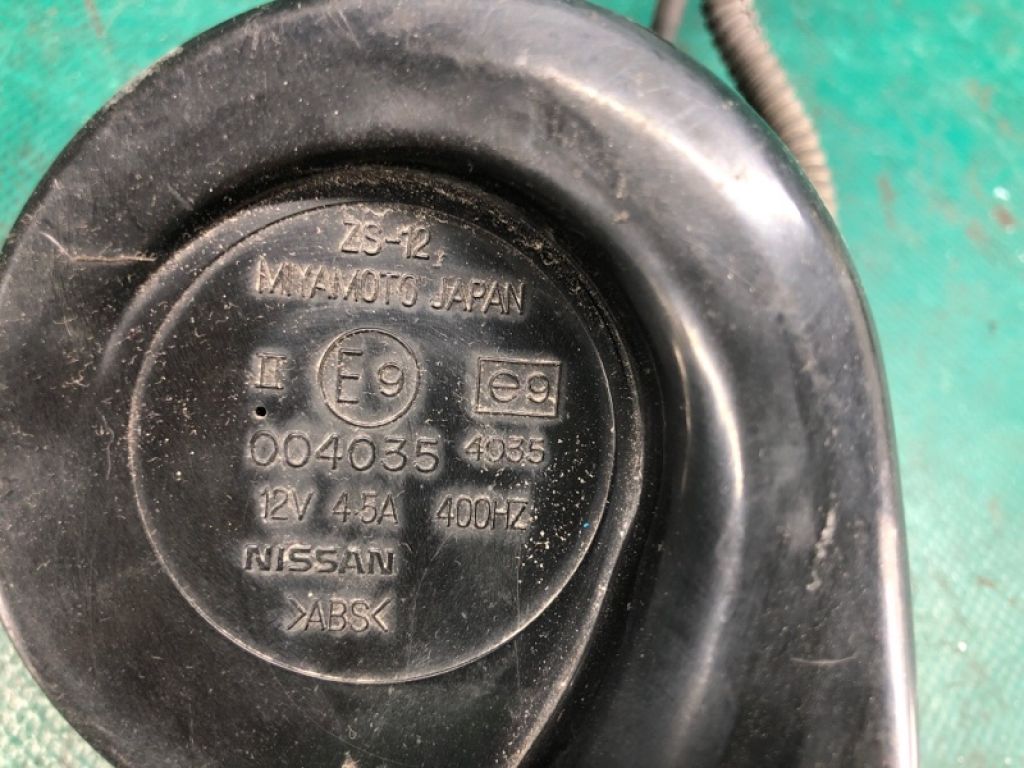 ZS-12
MIYAMOTO JAPAN
II E9 e9
004035 4035
12V 4.5A 400HZ
NISSAN
>ABS<